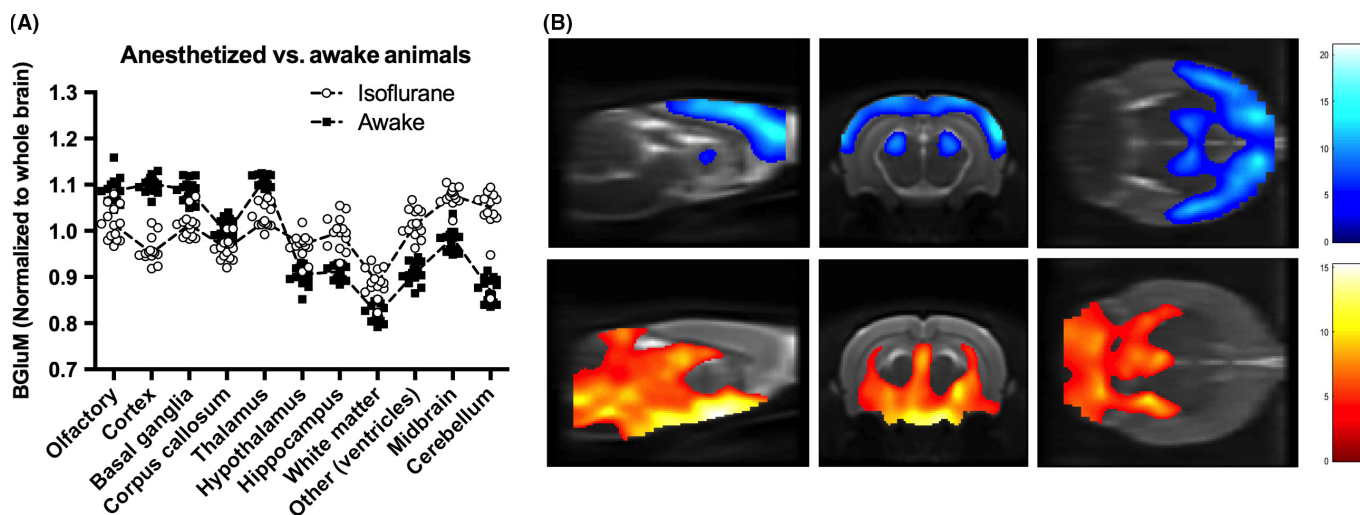 (A)
Anesthetized vs. awake animals
BGluM (Normalized to whole brain)
1.3
1.2
1.1
1.0
0.9
0.8
0.7
Isoflurane
Awake
Olfactory
Cortex
Basal ganglia
Corpus callosum
Thalamus
Hypothalamus
Hippocampus
White matter
Other (ventricles)
Midbrain
Cerebellum
(B)
20
15
10
5
0
15
10
5
0